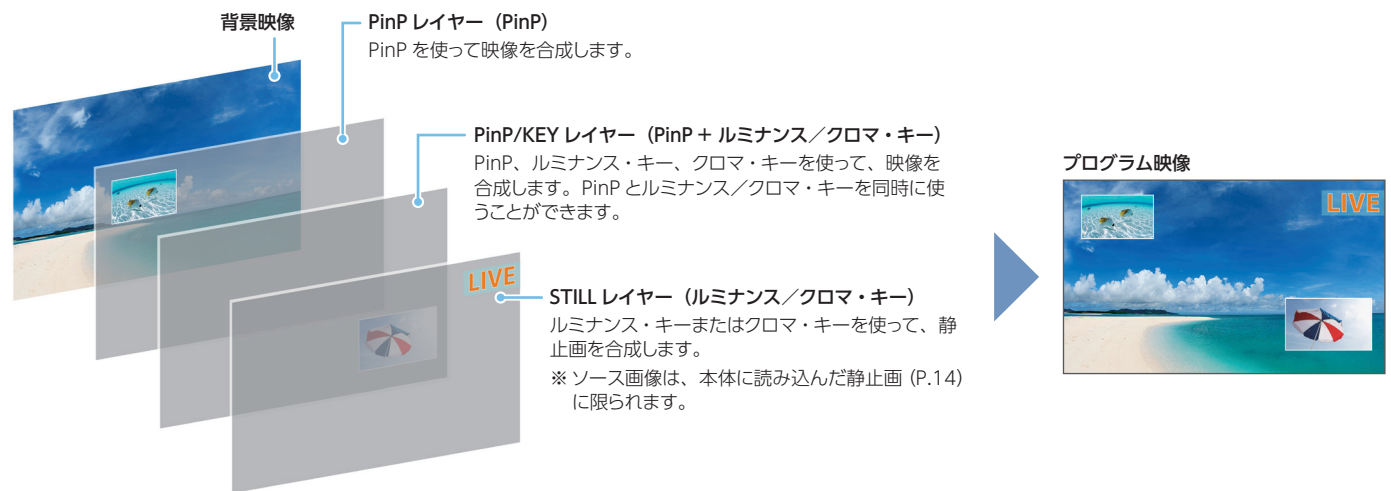 背景映像
PinP レイヤー（PinP）
PinP を使って映像を合成します。
PinP/KEY レイヤー（PinP + ルミナンス／クロマ・キー）
PinP、ルミナンス・キー、クロマ・キーを使って、映像を
合成します。PinP とルミナンス／クロマ・キーを同時に使
うことができます。
LIVE
STILL レイヤー（ルミナンス／クロマ・キー）
ルミナンス・キーまたはクロマ・キーを使って、静
止画を合成します。
※ ソース画像は、本体に読み込んだ静止画（P.14）
に限られます。
プログラム映像
LIVE